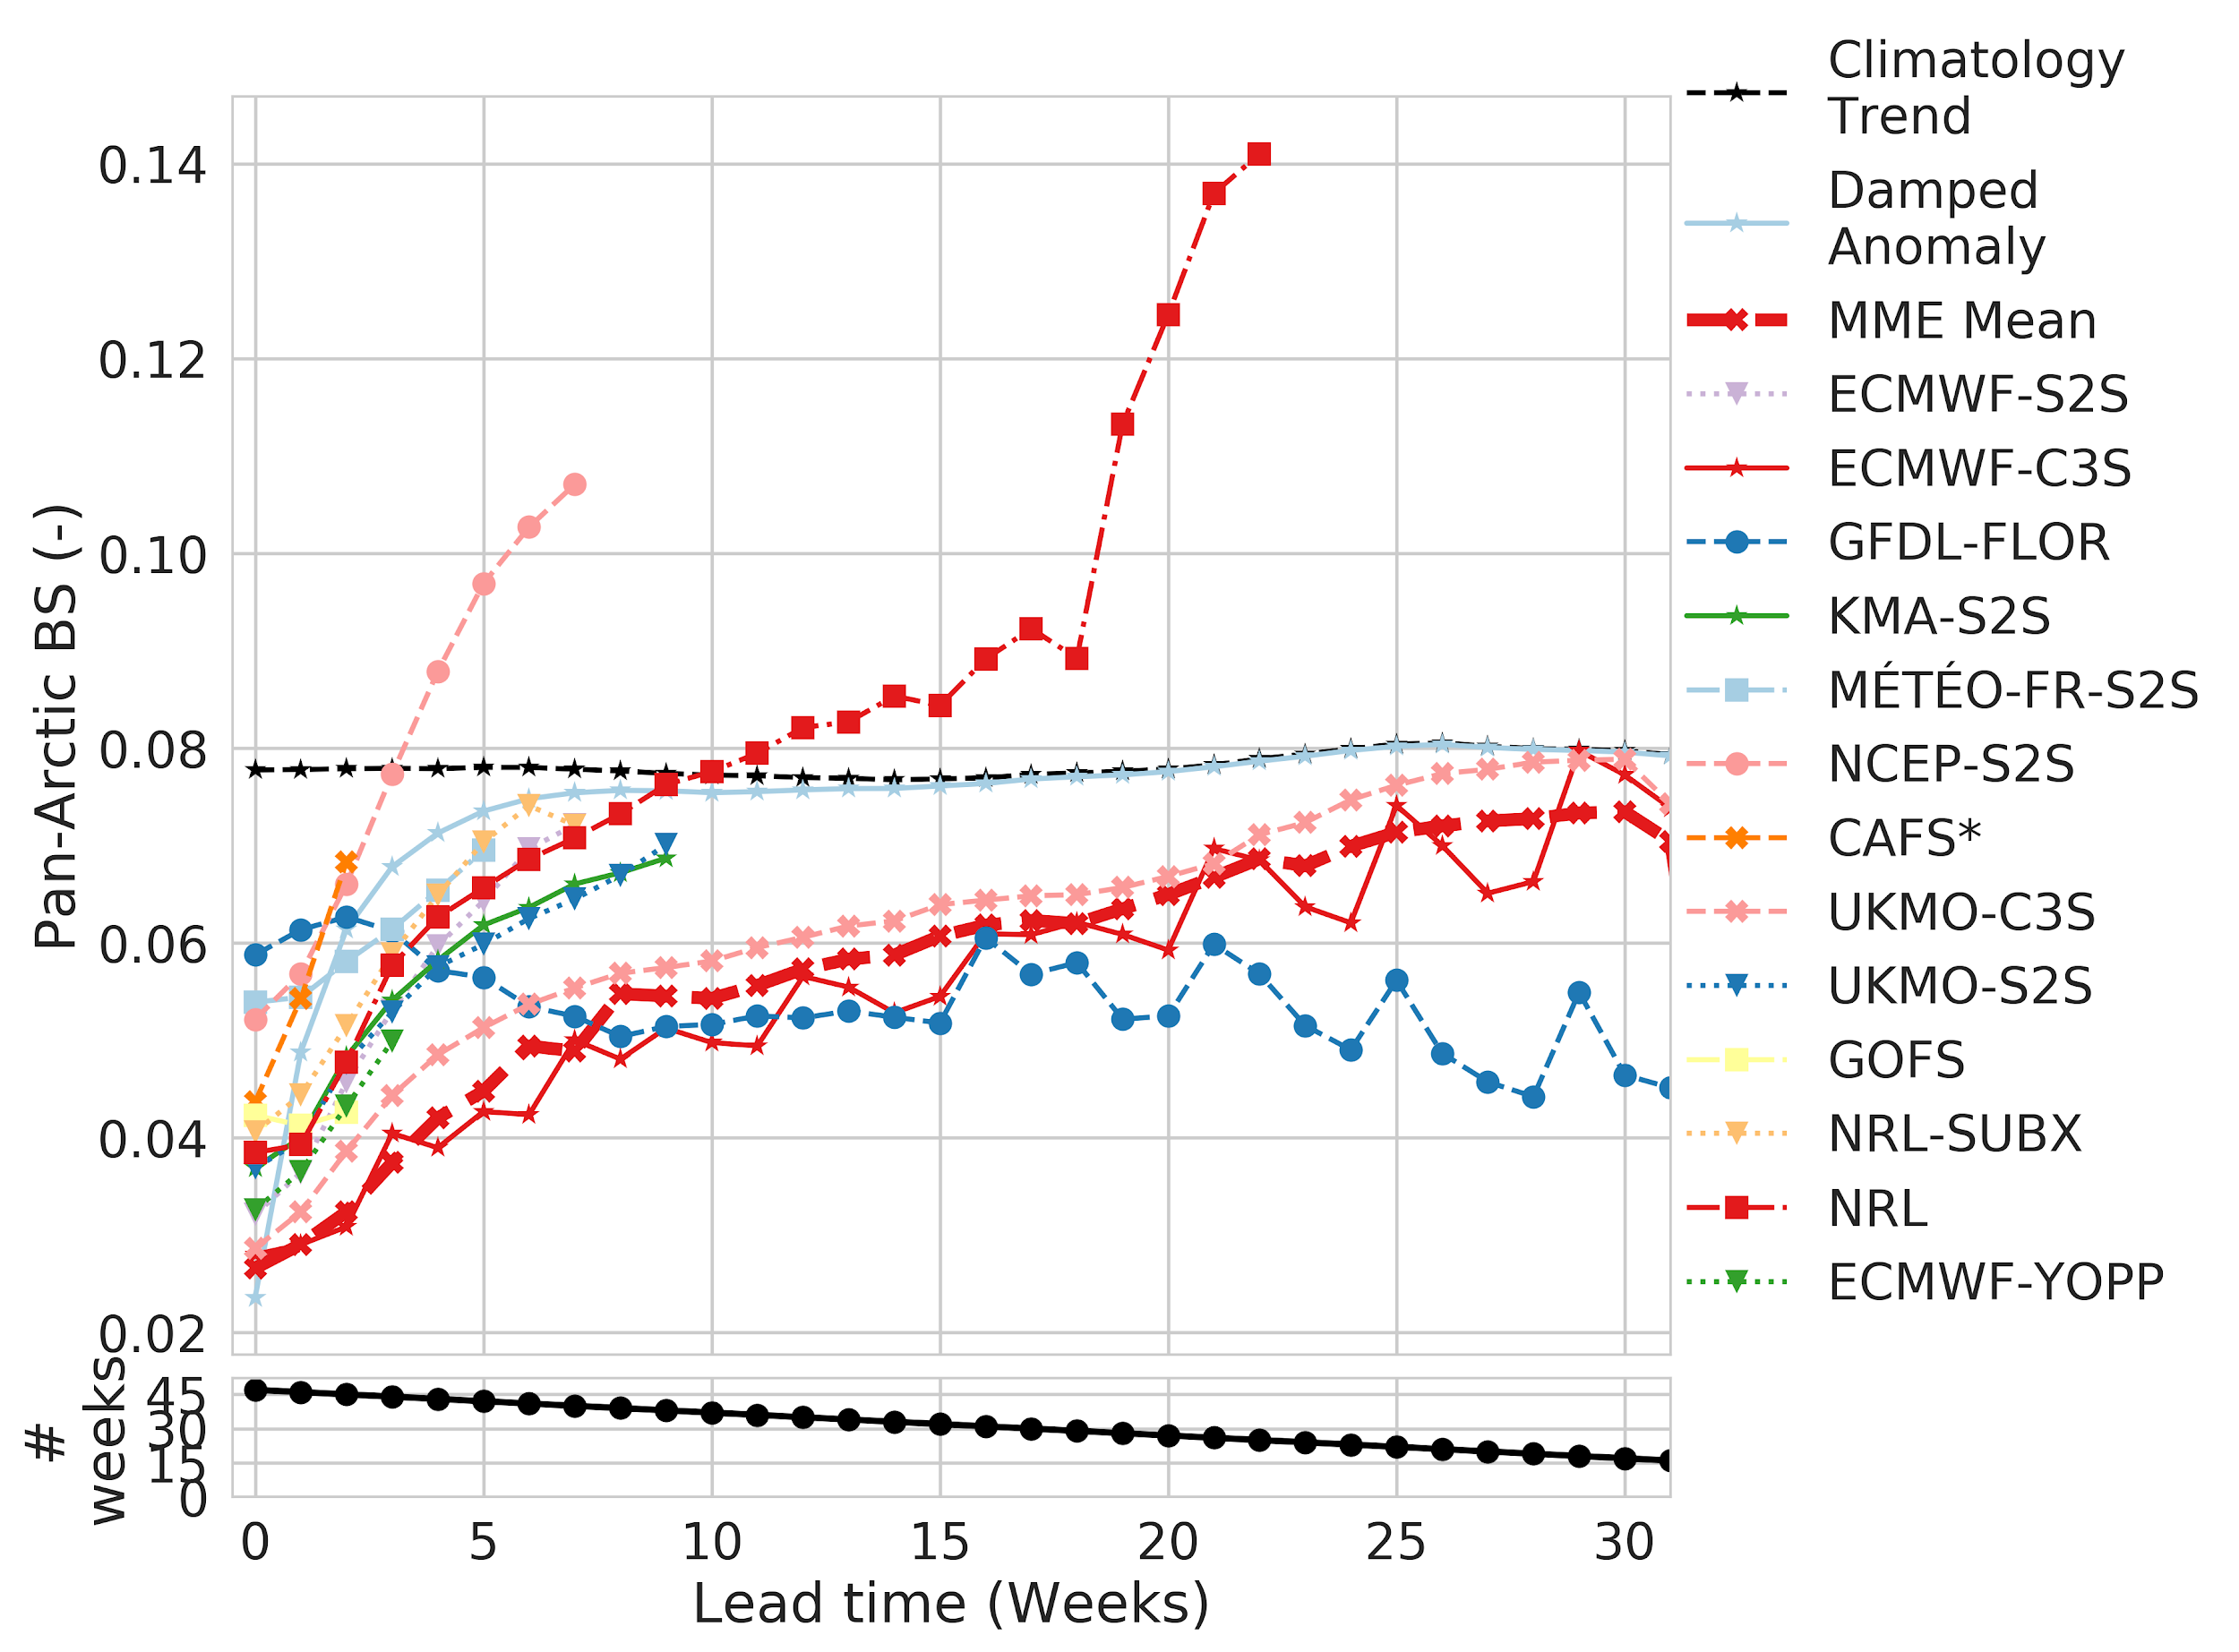 Climatology
Trend
Damped
Anomaly
MME Mean
ECMWF-S2S
ECMWF-C3S
GFDL-FLOR
KMA-S2S
MÉTÉO-FR-S2S
NCEP-S2S
CAFS*
UKMO-C3S
UKMO-S2S
GOFS
NRL-SUBX
NRL
ECMWF-YOPP
Pan-Arctic BS (-)
0.14
0.12
0.10
0.08
0.06
0.04
0.02
#
weeks
45
30
15
0
0 5 10 15 20 25 30
Lead time (Weeks)